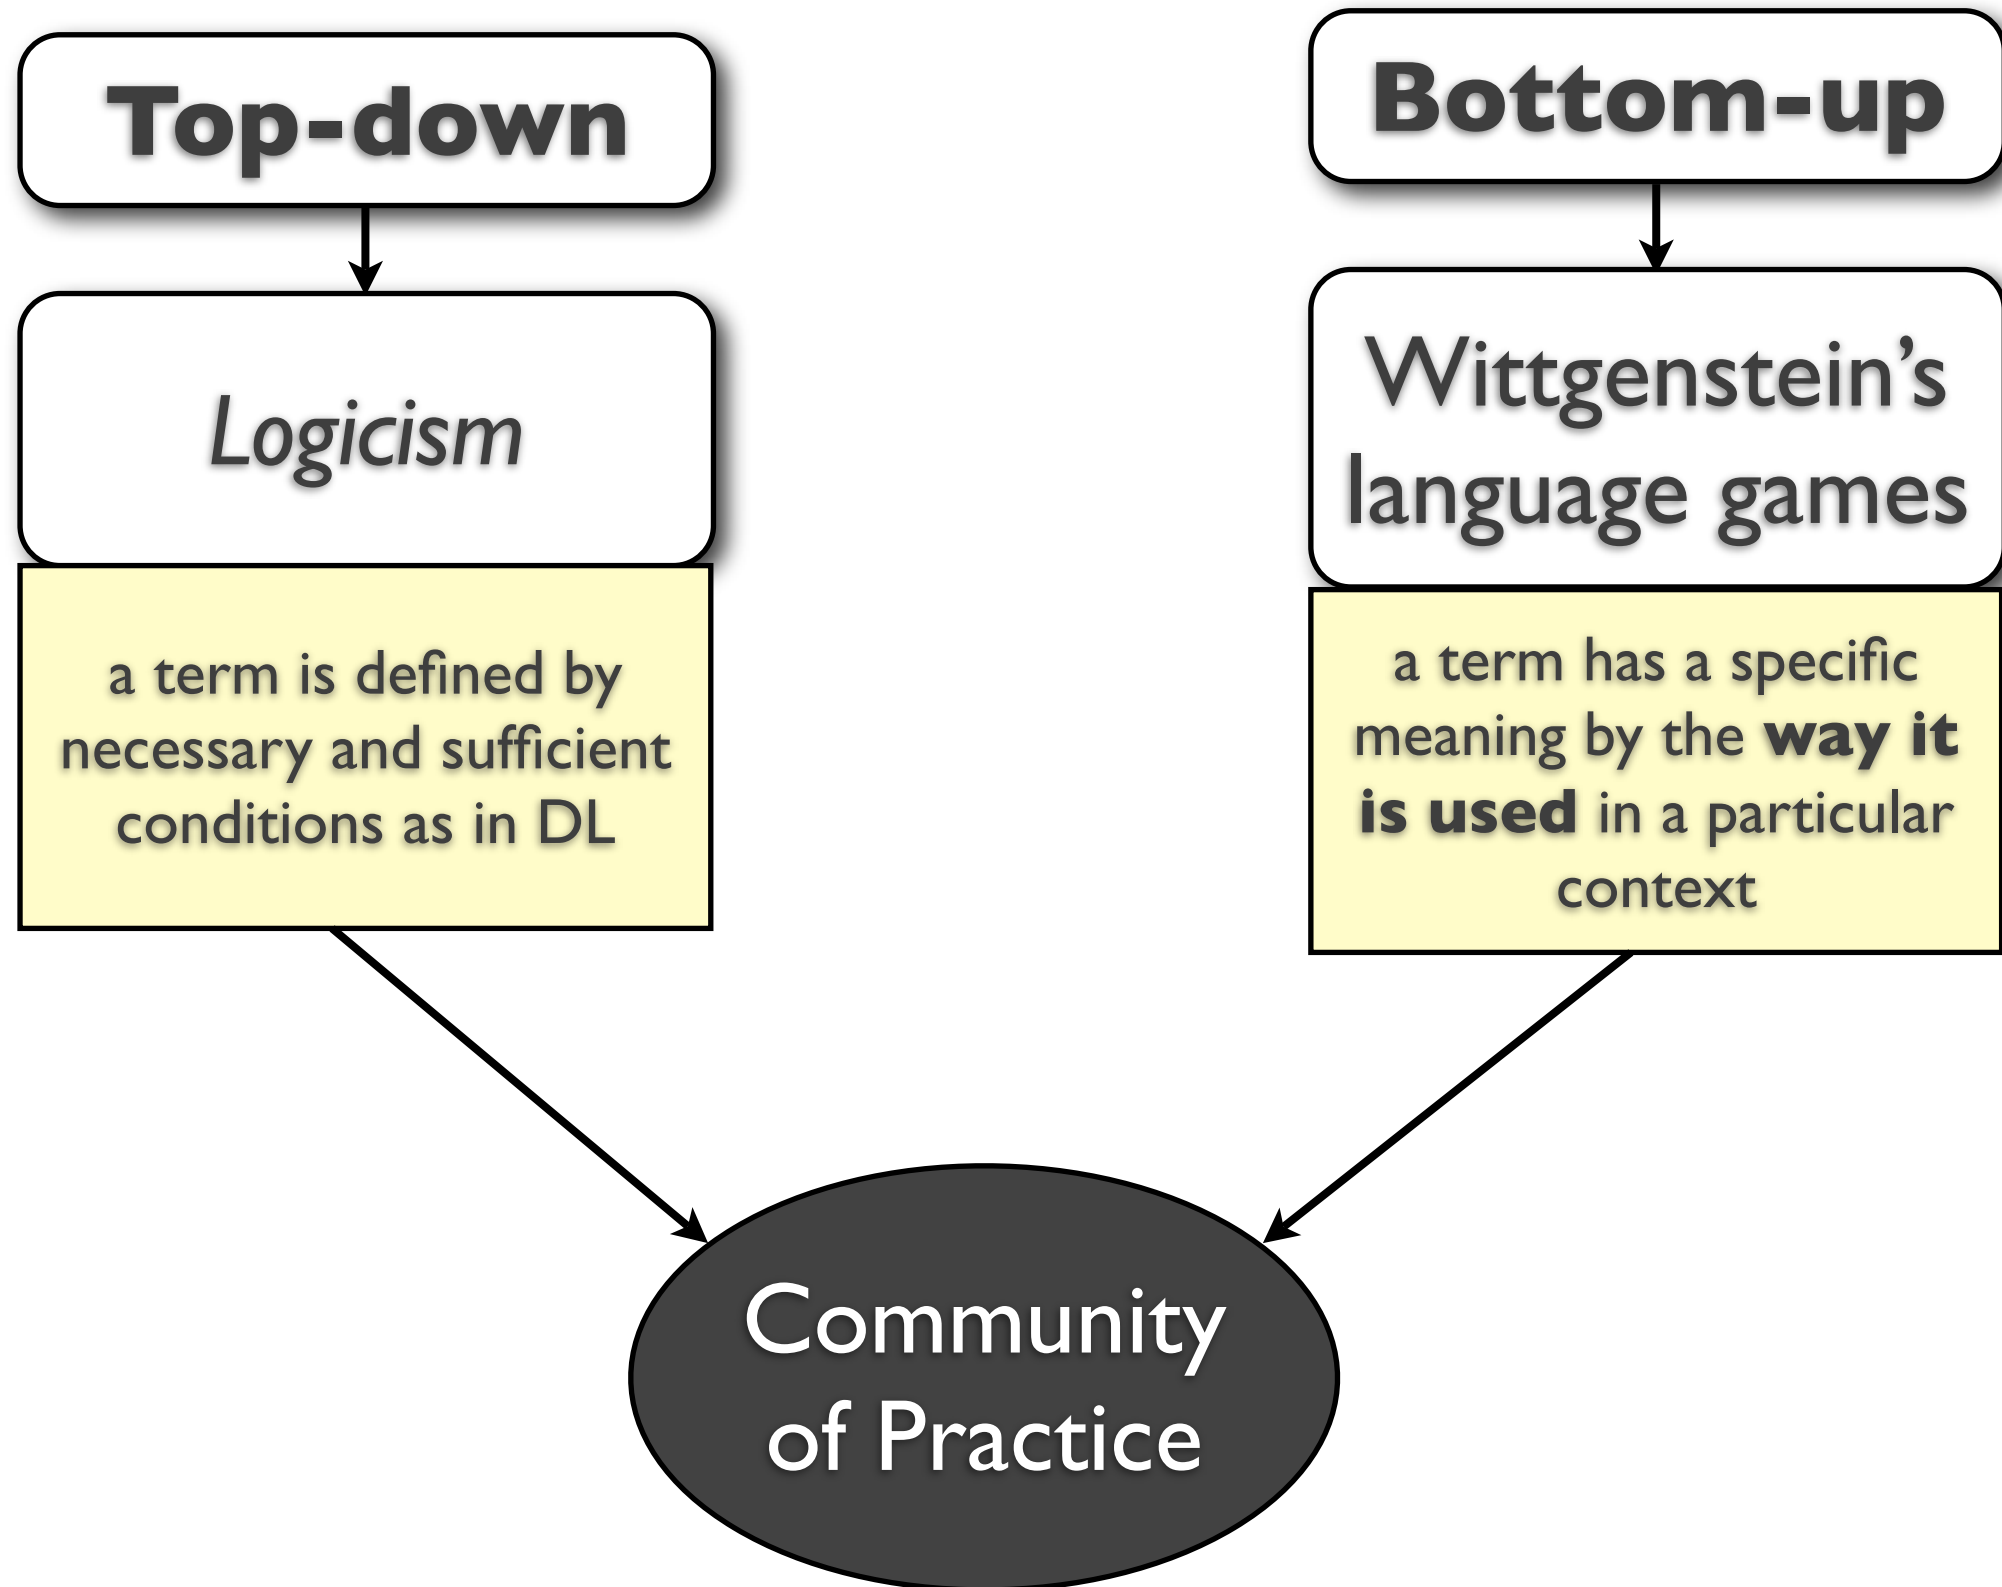 Top-down
Logicism
a term is defined by
necessary and sufficient
conditions as in DL
Bottom-up
Wittgenstein’s
language games
a term has a specific
meaning by the way it
is used in a particular
context
Community
of Practice